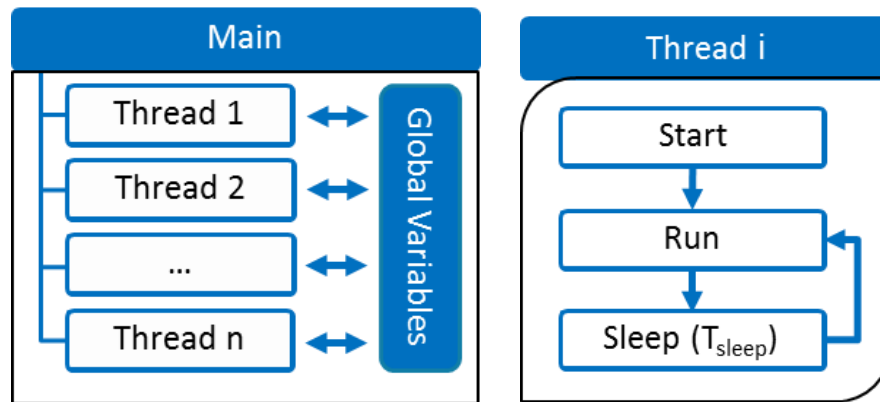 Main
Thread 1
Thread 2
...
Thread n
Global Variables
Thread i
Start
Run
Sleep (Tsleep)